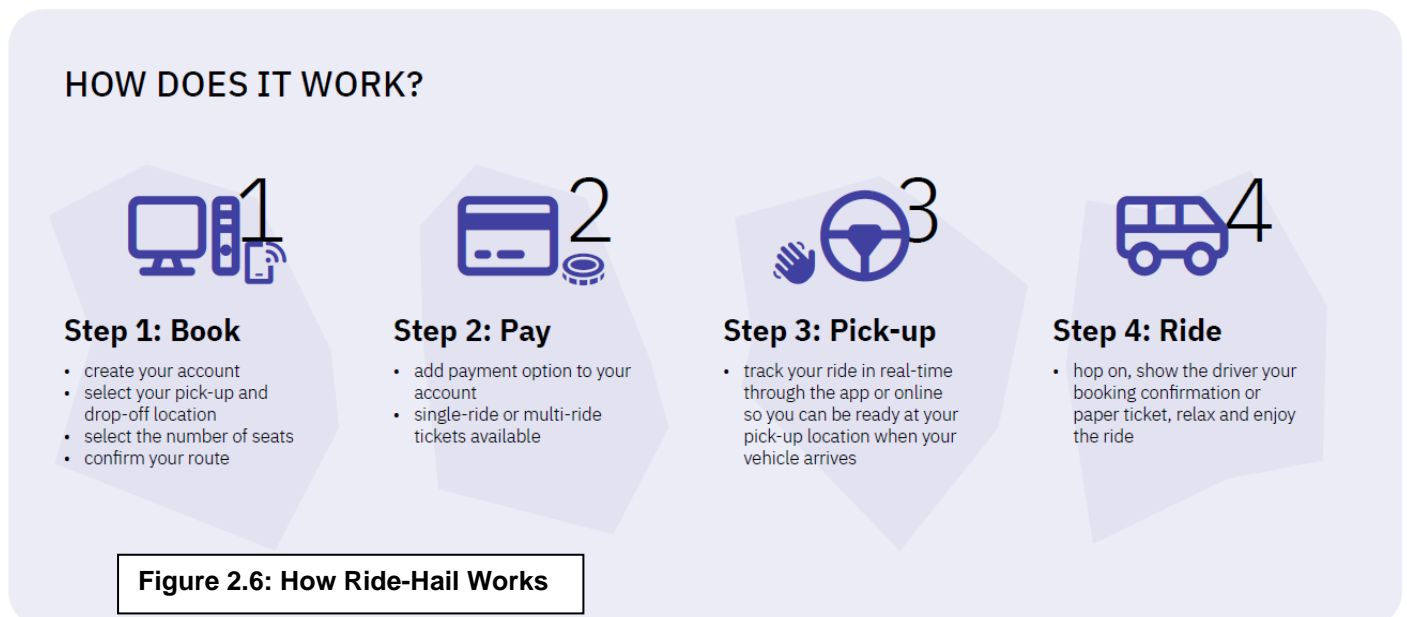 HOW DOES IT WORK?
1
Step 1: Book
• create your account
• select your pick-up and
drop-off location
• select the number of seats
• confirm your route
2
Step 2: Pay
• add payment option to your
account
• single-ride or multi-ride
tickets available
3
Step 3: Pick-up
• track your ride in real-time
through the app or online
so you can be ready at your
pick-up location when your
vehicle arrives
4
Step 4: Ride
• hop on, show the driver your
booking confirmation or
paper ticket, relax and enjoy
the ride
Figure 2.6: How Ride-Hail Works